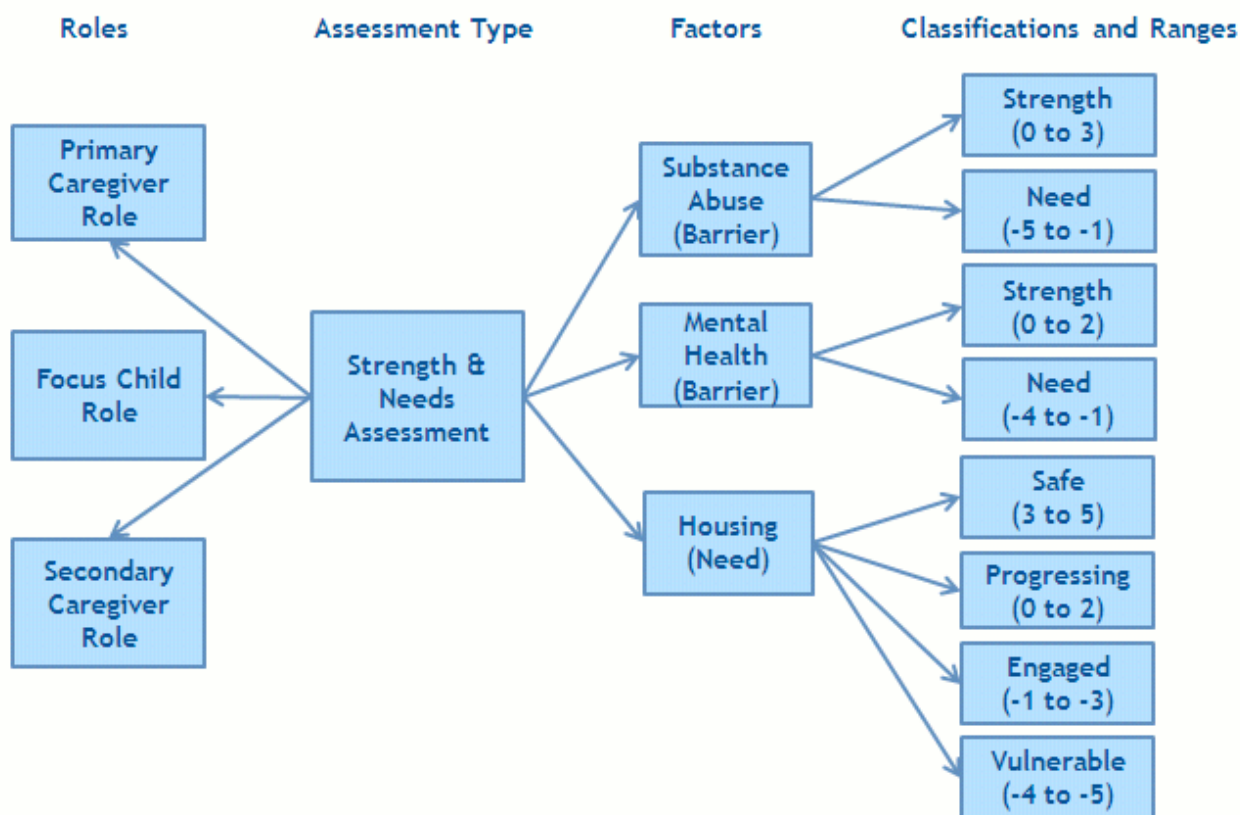 Roles
Assessment Type
Factors
Classifications and Ranges
Primary
Caregiver
Role
Focus Child
Role
Secondary
Caregiver
Role
Strength &
Needs
Assessment
Substance
Abuse
(Barrier)
Mental
Health
(Barrier)
Housing
(Need)
Strength
(0 to 3)
Need
(-5 to -1)
Strength
(0 to 2)
Need
(-4 to -1)
Safe
(3 to 5)
Progressing
(0 to 2)
Engaged
(-1 to -3)
Vulnerable
(-4 to -5)